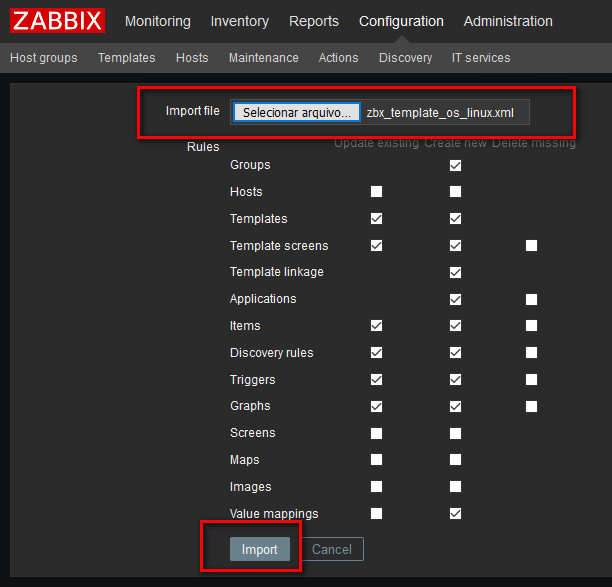 ZABBIX Monitoring Inventory Reports Configuration Administration
Host groups Templates Hosts Maintenance Actions Discovery IT services
Import file Selecionar arquivo... zbx_template_os_linux.xml
Rules Update existing Create new Delete missing
Groups
Hosts
Templates
Template screens
Template linkage
Applications
Items
Discovery rules
Triggers
Graphs
Screens
Maps
Images
Value mappings
Import Cancel